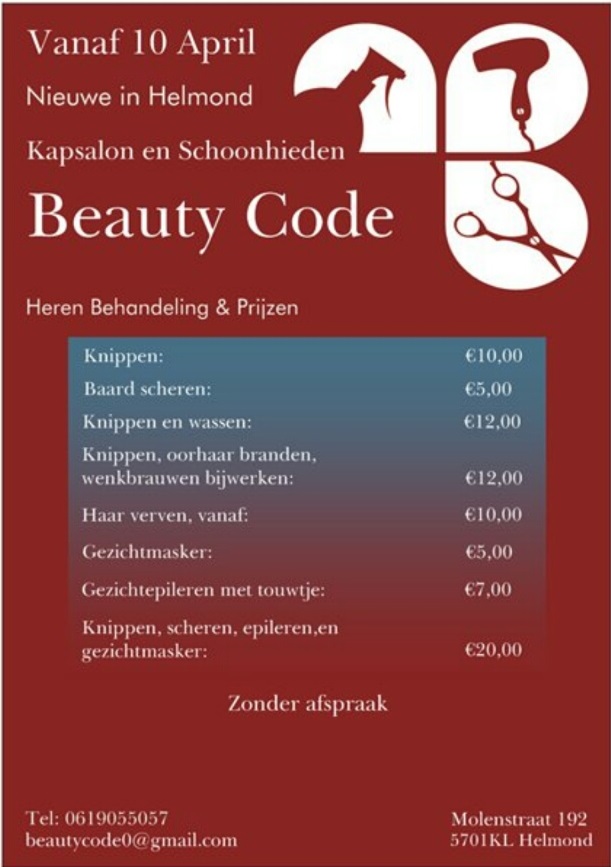 Vanaf 10 April
Nieuwe in Helmond
Kapsalon en Schoonhieden
Beauty Code
Heren Behandeling & Prijzen
Knippen: €10,00
Baard scheren: €5,00
Knippen en wassen: €12,00
Knippen, oorhaar branden,
wenkbrauwen bijwerken: €12,00
Haar verven, vanaf: €10,00
Gezichtmasker: €5,00
Gezichtepileren met touwtje: €7,00
Knippen, scheren, epileren,en
gezichtmasker: €20,00
Zonder afspraak
Tel: 0619055057
beautycode0@gmail.com
Molenstraat 192
5701KL Helmond